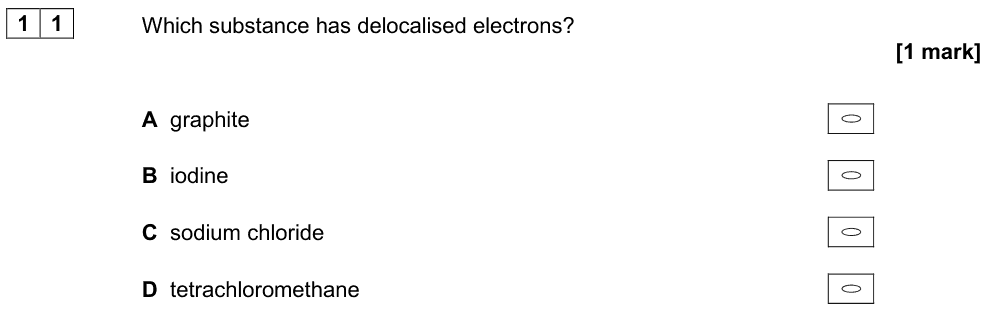 1 1 Which substance has delocalised electrons?
[1 mark]
A graphite
B iodine
C sodium chloride
D tetrachloromethane